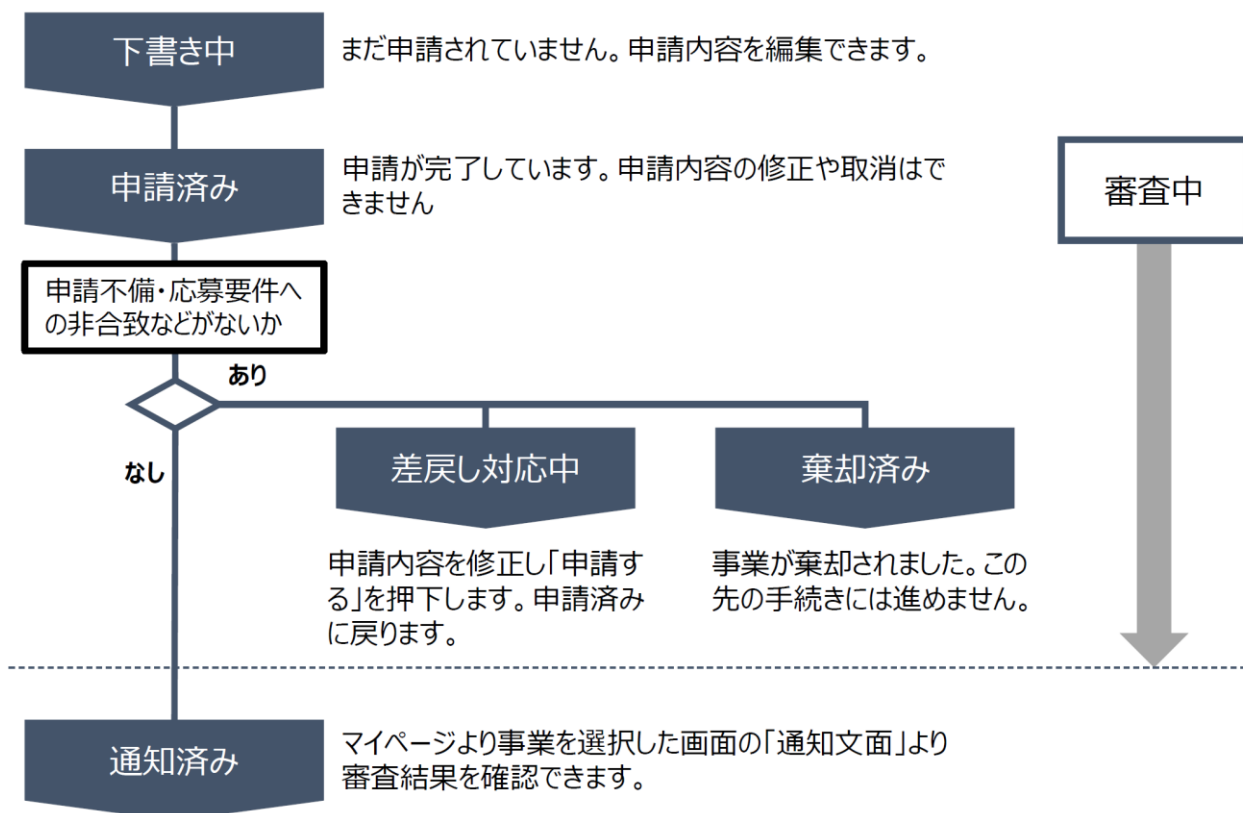 下書き中
まだ申請されていません。申請内容を編集できます。
申請済み
申請が完了しています。申請内容の修正や取消はで
きません
審査中
申請不備・応募要件へ
の非合致などがないか
あり
なし
差戻し対応中
申請内容を修正し「申請す
る」を押下します。申請済み
に戻ります。
棄却済み
事業が棄却されました。この
先の手続きには進めません。
通知済み
マイページより事業を選択した画面の「通知文面」より
審査結果を確認できます。